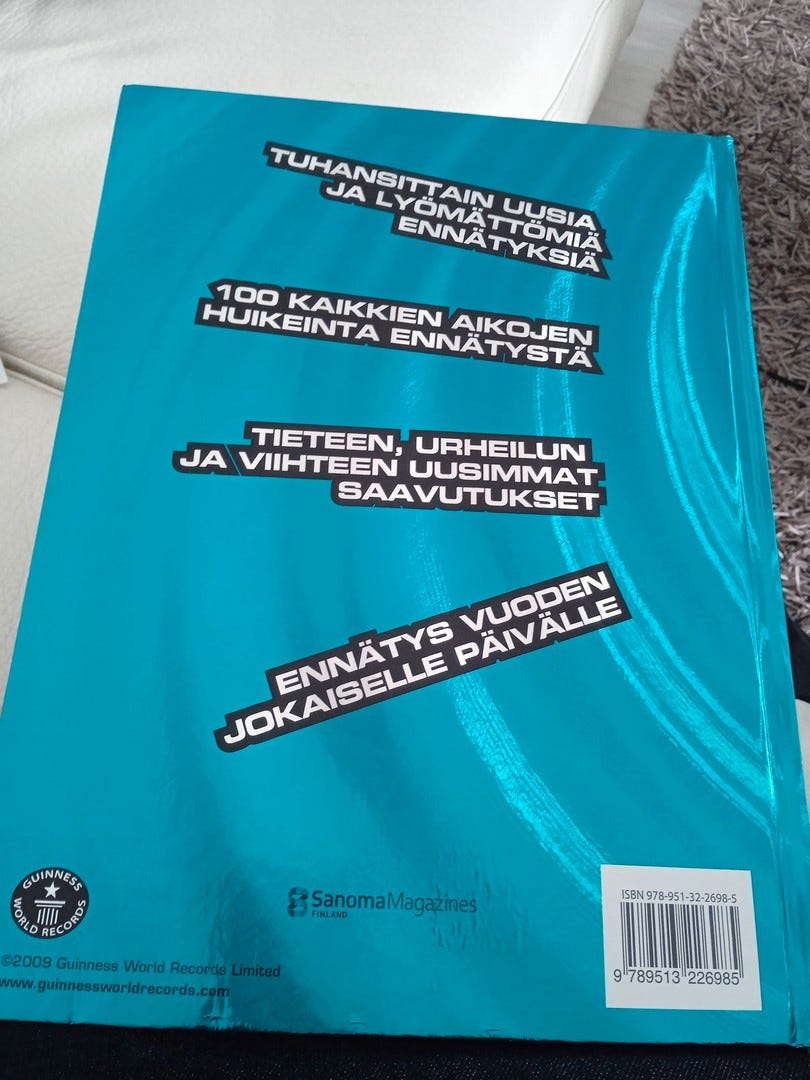 TUHANSITTAIN UUSIA
JA LYÖMÄTTÖMIÄ
ENNÄTYKSIÄ
100 KAIKKIEN AIKOJEN
HUIKEINTA ENNÄTYSTÄ
TIETEEN, URHEILUN
JA VIIHTEEN UUSIMMAT
SAAVUTUKSET
ENNÄTYS VUODEN
JOKAISELLE PÄIVÄLLE
GUINNESS
WORLD RECORDS
SanomaMagazines
FINLAND
©2009 Guinness World Records Limited
www.guinnessworldrecords.com
ISBN 978-951-32-2698-5
9 789513 226985